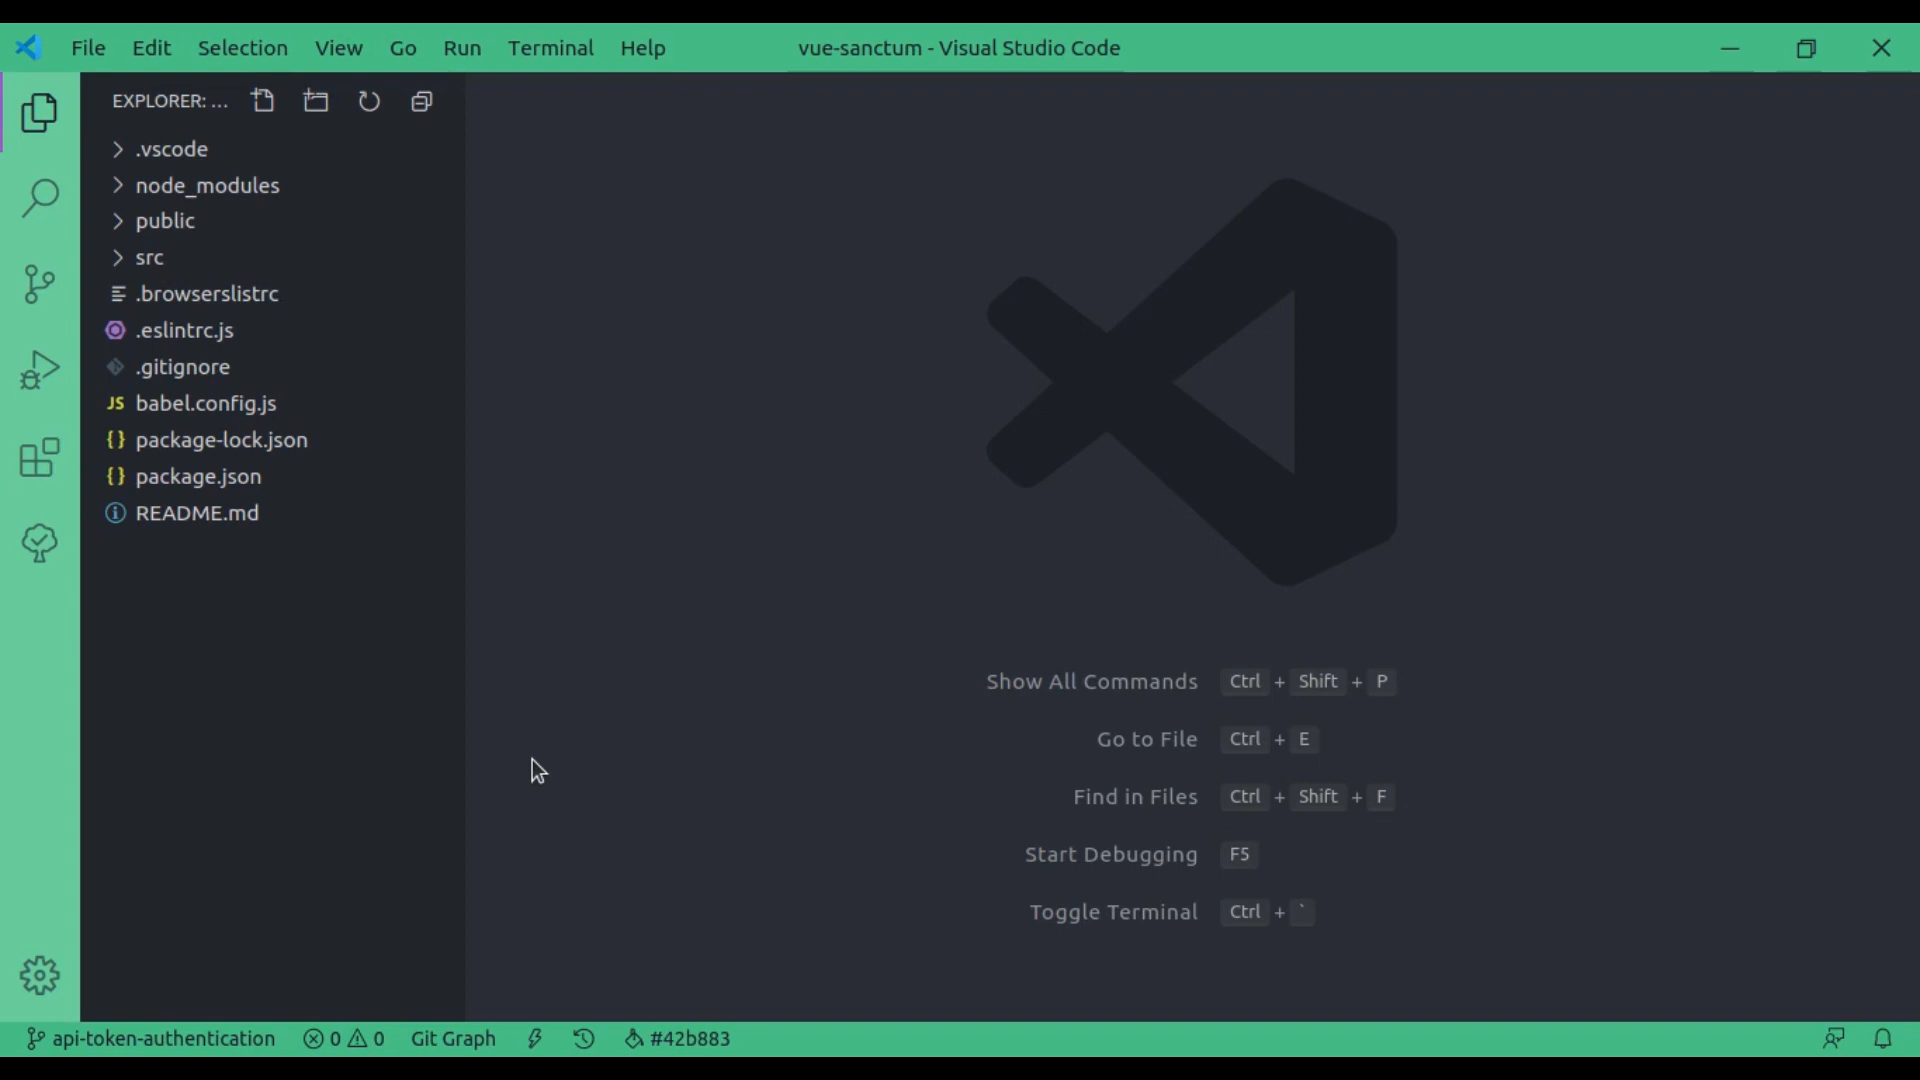 File Edit Selection View Go Run Terminal Help vue-sanctum - Visual Studio Code
EXPLORER: ...
.vscode
node_modules
public
src
.browserslistrc
.eslintrc.js
.gitignore
JS babel.config.js
{} package-lock.json
{} package.json
README.md
Show All Commands Ctrl + Shift + P
Go to File Ctrl + E
Find in Files Ctrl + Shift + F
Start Debugging F5
Toggle Terminal Ctrl + `
api-token-authentication 0 0 Git Graph #42b883